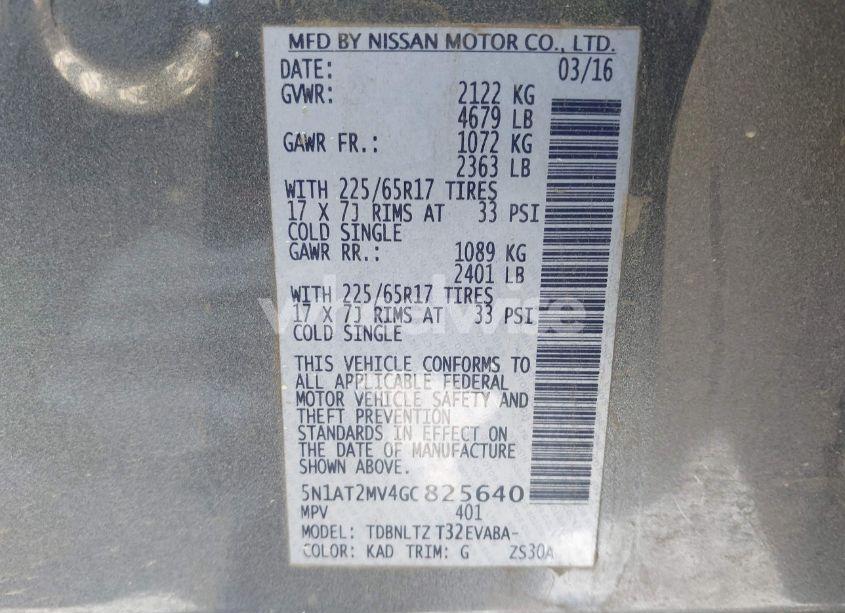 MFD BY NISSAN MOTOR CO., LTD.
DATE: 03/16
GVWR: 2122 KG
4679 LB
GAWR FR.: 1072 KG
2363 LB
WITH 225/65R17 TIRES
17 X 7J RIMS AT 33 PSI
COLD SINGLE
GAWR RR.: 1089 KG
2401 LB
WITH 225/65R17 TIRES
17 X 7J RIMS AT 33 PSI
COLD SINGLE
THIS VEHICLE CONFORMS TO
ALL APPLICABLE FEDERAL
MOTOR VEHICLE SAFETY AND
THEFT PREVENTION
STANDARDS IN EFFECT ON
THE DATE OF MANUFACTURE
SHOWN ABOVE.
5N1AT2MV4GC825640
MPV 401
MODEL: TDBNLTZ T32EVABA-
COLOR: KAD TRIM: G ZS30A